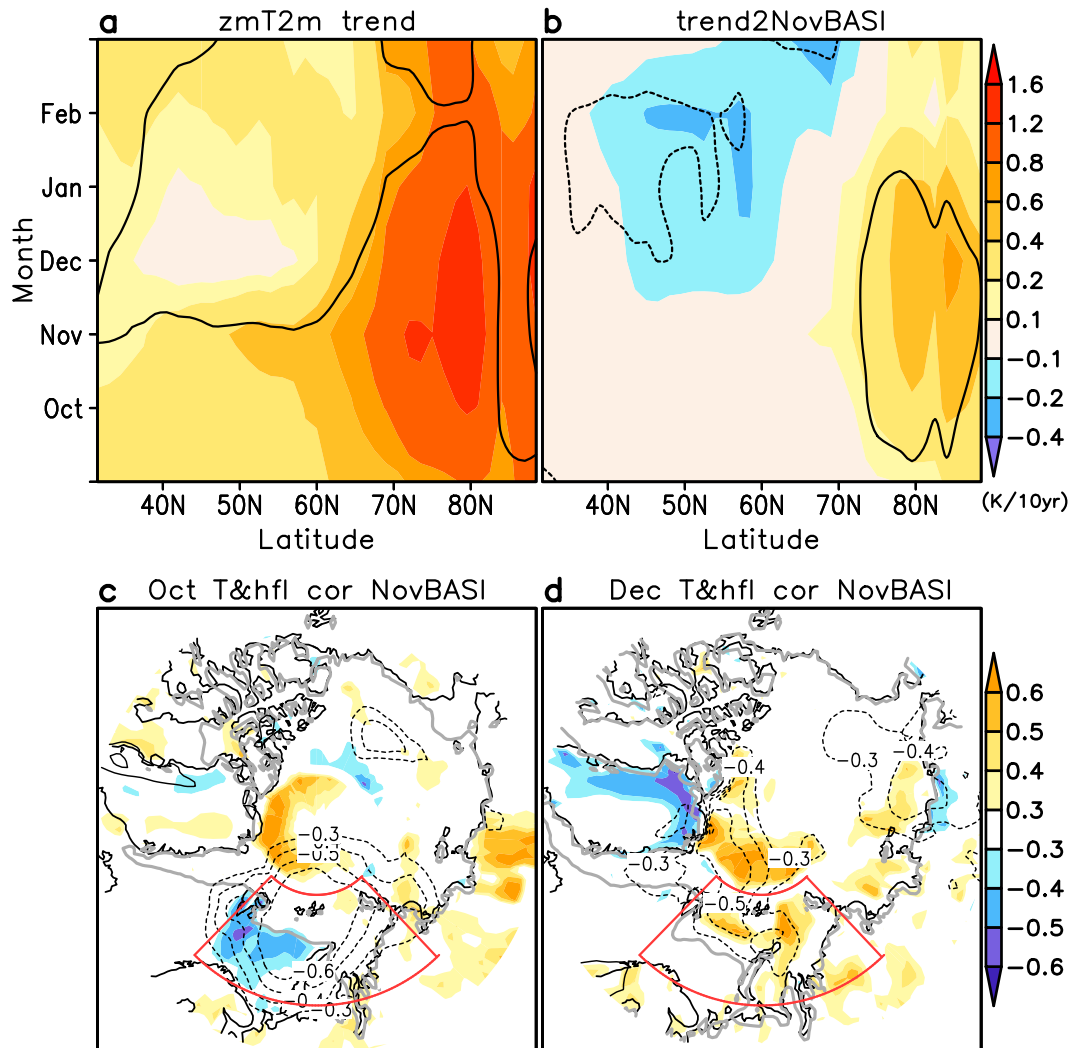 a zmT2m trend
b trend2NovBASI
Feb
Jan
Dec
Nov
Oct
Month
40N 50N 60N 70N 80N
Latitude
40N 50N 60N 70N 80N
Latitude
1.6
1.2
0.8
0.6
0.4
0.2
0.1
−0.1
−0.2
−0.4
(K/10yr)
c Oct T&hfl cor NovBASI
−0.3
−0.5
−0.6
−0.3
d Dec T&hfl cor NovBASI
−0.4
−0.3
−0.4
−0.3
−0.3
−0.5
0.6
0.5
0.4
0.3
−0.3
−0.4
−0.5
−0.6